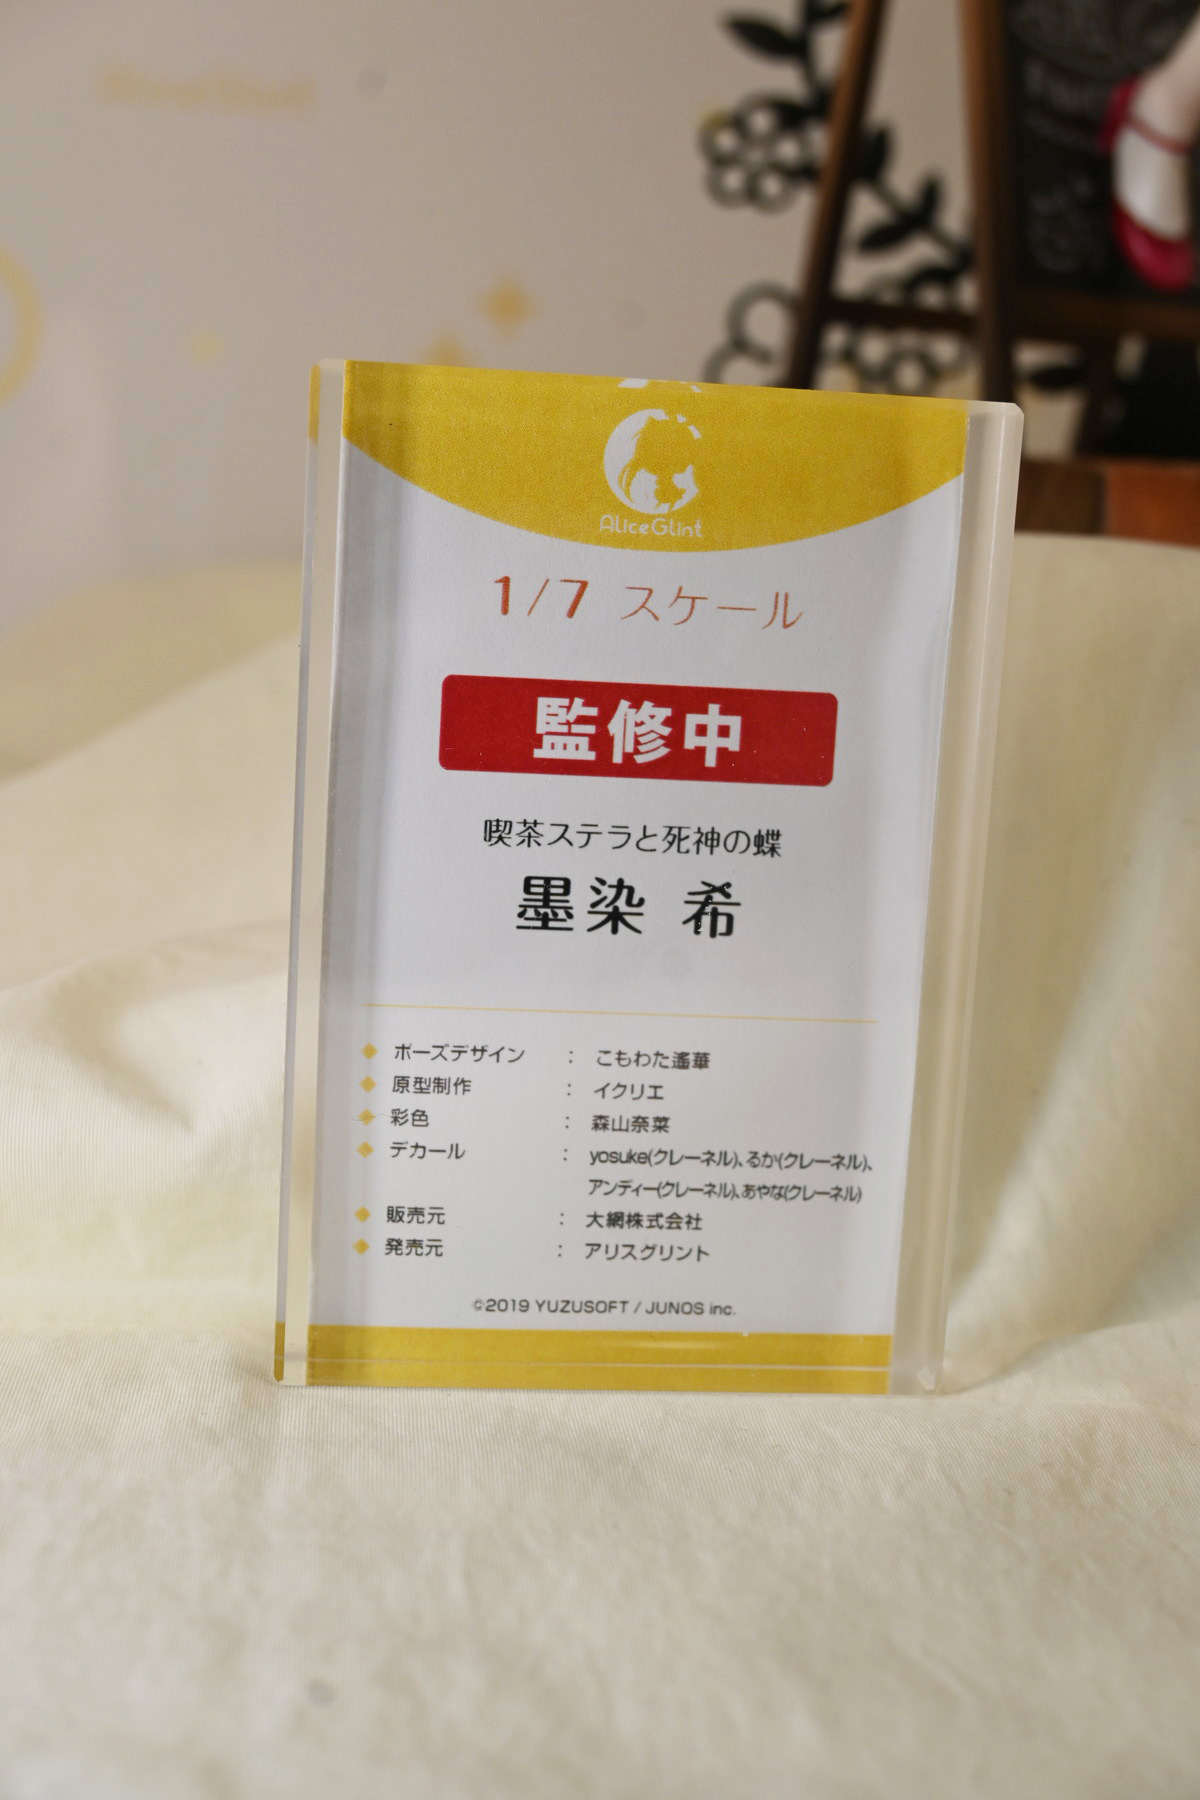 AliceGlint
1/7 スケール
監修中
喫茶ステラと死神の蝶
墨染 希
ポーズデザイン : こもわた遙華
原型制作 : イクリエ
彩色 : 森山奈菜
デカール : yosuke(クレーネル)、るか(クレーネル)、
アンディー(クレーネル)、あやな(クレーネル)
販売元 : 大網株式会社
発売元 : アリスグリント
©2019 YUZUSOFT / JUNOS inc.